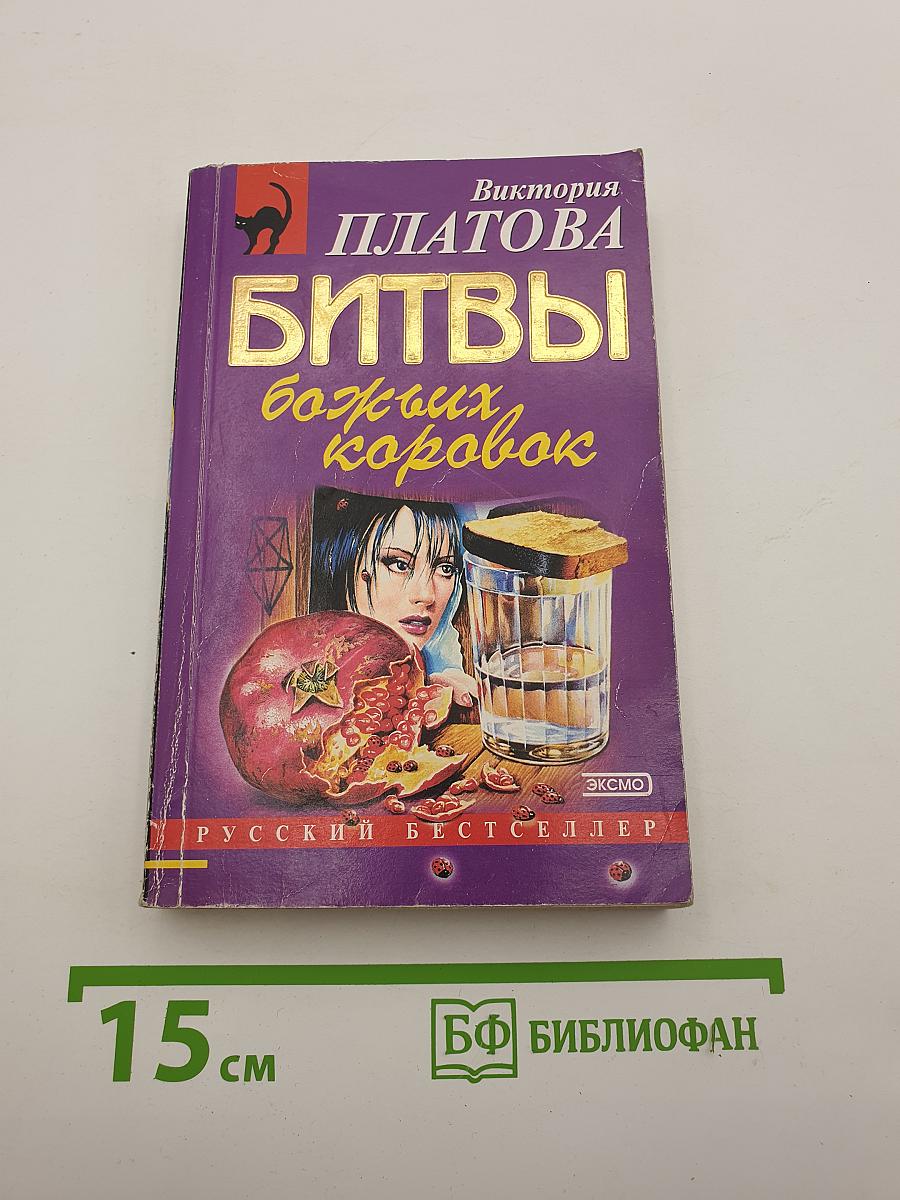 Виктория
ПЛАТОВА
БИТВЫ
божьих
коровок
ЭКСМО
РУССКИЙ БЕСТСЕЛЛЕР
15 см
БФ БИБЛИОФАН